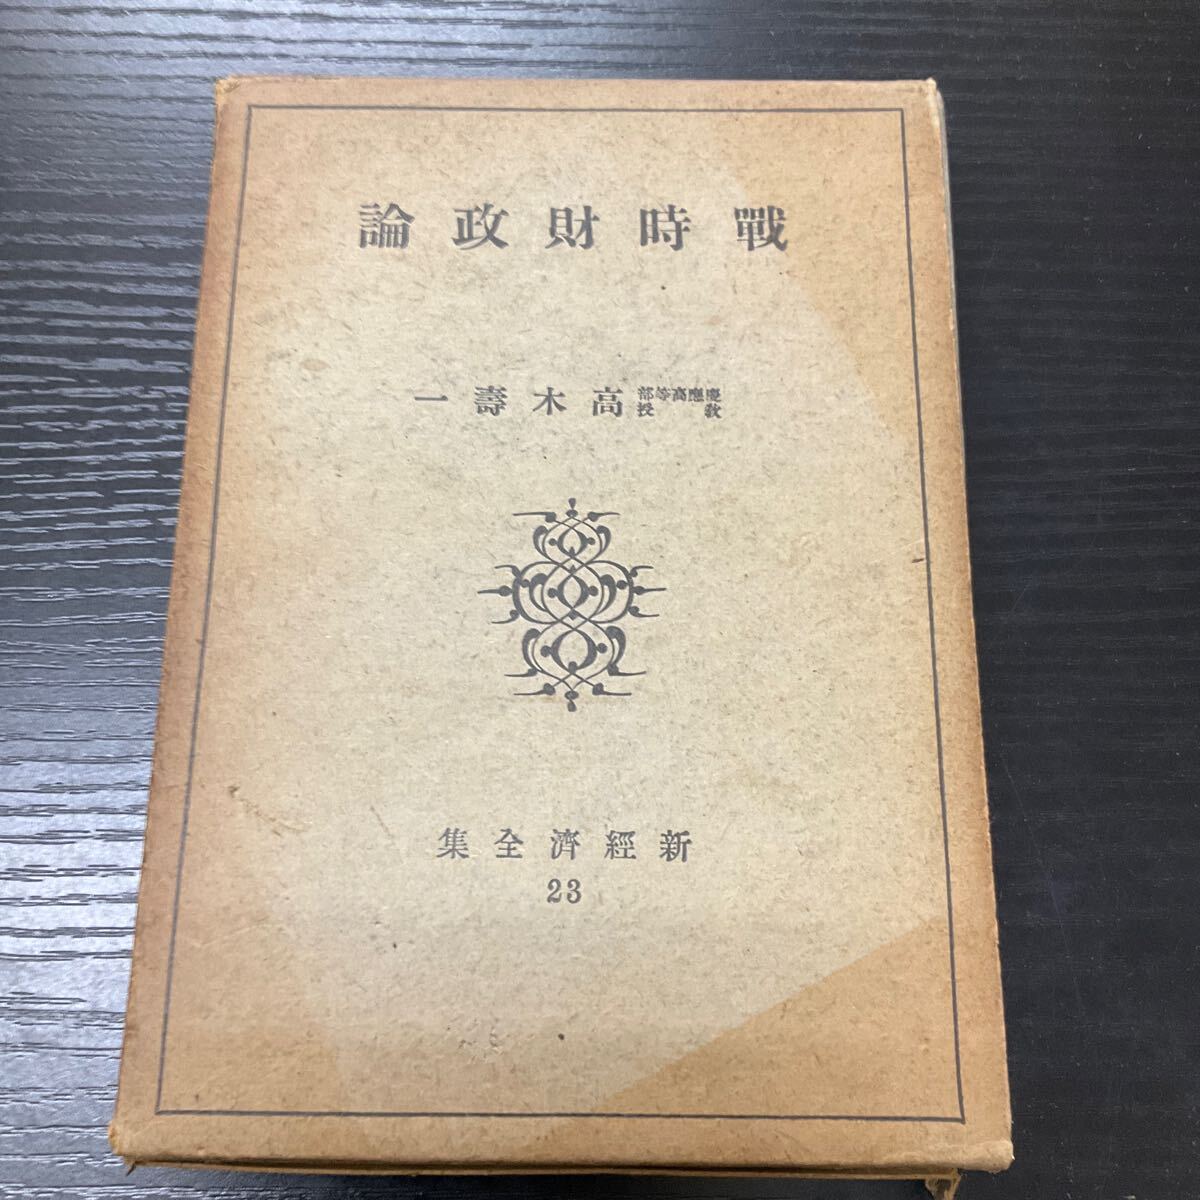 戰時財政論
慶應高等部
教授
高木壽一
新經濟全集
23